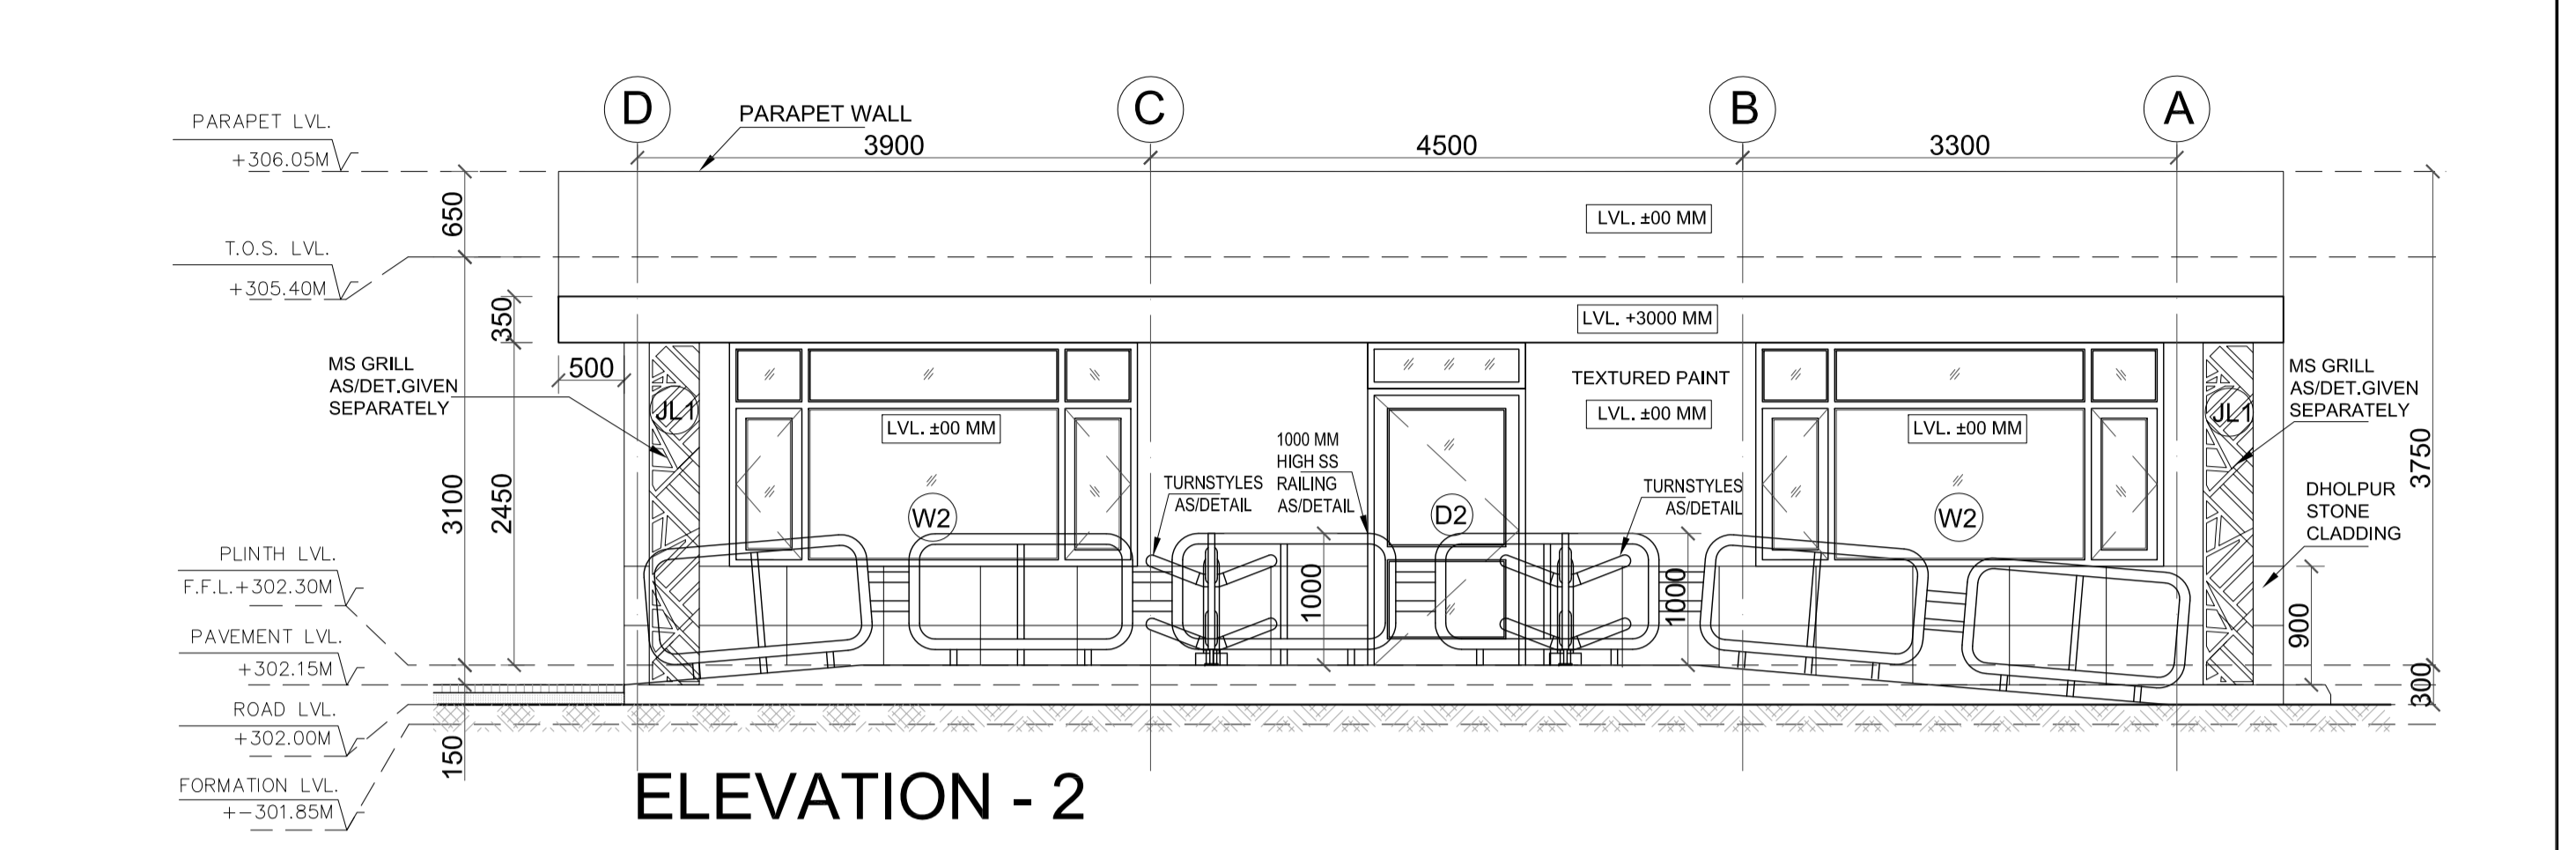 D
C
B
A
PARAPET WALL
3900
4500
3300
PARAPET LVL.
+306.05M
650
LVL. ±00 MM
T.O.S. LVL.
+305.40M
350
LVL. +3000 MM
500
MS GRILL
AS/DET.GIVEN
SEPARATELY
JL1
LVL. ±00 MM
TEXTURED PAINT
LVL. ±00 MM
LVL. ±00 MM
JL1
MS GRILL
AS/DET.GIVEN
SEPARATELY
3750
3100
2450
W2
TURNSTYLES
AS/DETAIL
1000 MM
HIGH SS
RAILING
AS/DETAIL
D2
TURNSTYLES
AS/DETAIL
W2
DHOLPUR
STONE
CLADDING
1000
1000
900
300
PLINTH LVL.
F.F.L.+302.30M
PAVEMENT LVL.
+302.15M
ROAD LVL.
+302.00M
150
FORMATION LVL.
+−301.85M
ELEVATION - 2